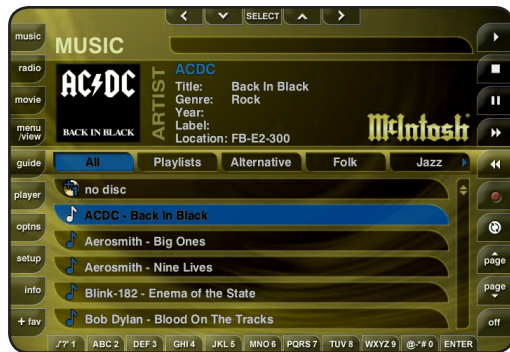 SELECT
music
MUSIC
radio
movie
menu
/view
guide
player
optns
setup
info
+ fav
AC/DC
BACK IN BLACK
ARTIST
ACDC
Title: Back In Black
Genre: Rock
Year:
Label:
Location: FB-E2-300
McIntosh
All Playlists Alternative Folk Jazz
no disc
ACDC - Back In Black
Aerosmith - Big Ones
Aerosmith - Nine Lives
Blink-182 - Enema of the State
Bob Dylan - Blood On The Tracks
page
page
off
.?' 1 ABC 2 DEF 3 GHI 4 JKL 5 MNO 6 PQRS 7 TUV 8 WXYZ 9 @-*# 0 ENTER